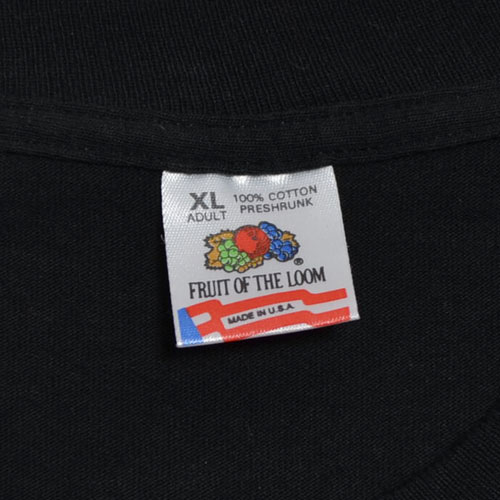 XL 100% COTTON
ADULT PRESHRUNK
®
FRUIT OF THE LOOM
MADE IN U.S.A.